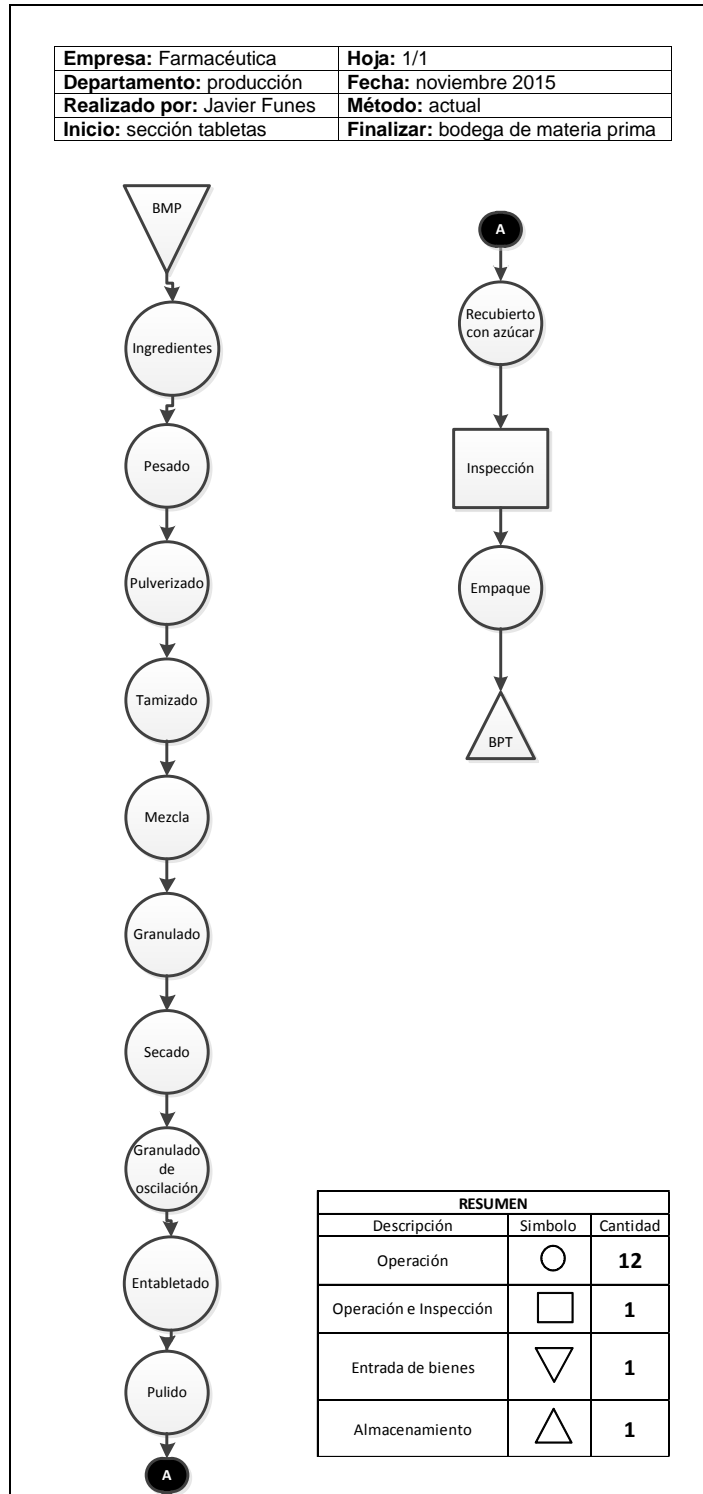 Empresa: Farmacéutica Hoja: 1/1
Departamento: producción Fecha: noviembre 2015
Realizado por: Javier Funes Método: actual
Inicio: sección tabletas Finalizar: bodega de materia prima
BMP
Ingredientes
Pesado
Pulverizado
Tamizado
Mezcla
Granulado
Secado
Granulado
de
oscilación
Entabletado
Pulido
A
A
Recubierto
con azúcar
Inspección
Empaque
BPT
RESUMEN
Descripción Simbolo Cantidad
Operación 12
Operación e Inspección 1
Entrada de bienes 1
Almacenamiento 1